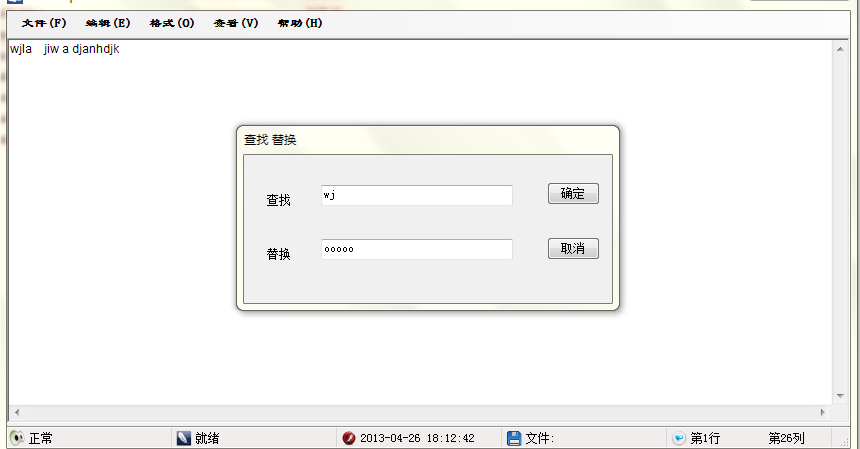 文件(F) 编辑(E) 格式(O) 查看(V) 帮助(H)
wjla jiw a djanhdjk
查找 替换
查找 wj 确定
替换 ooooo 取消
正常 就绪 2013-04-26 18:12:42 文件: 第1行 第26列